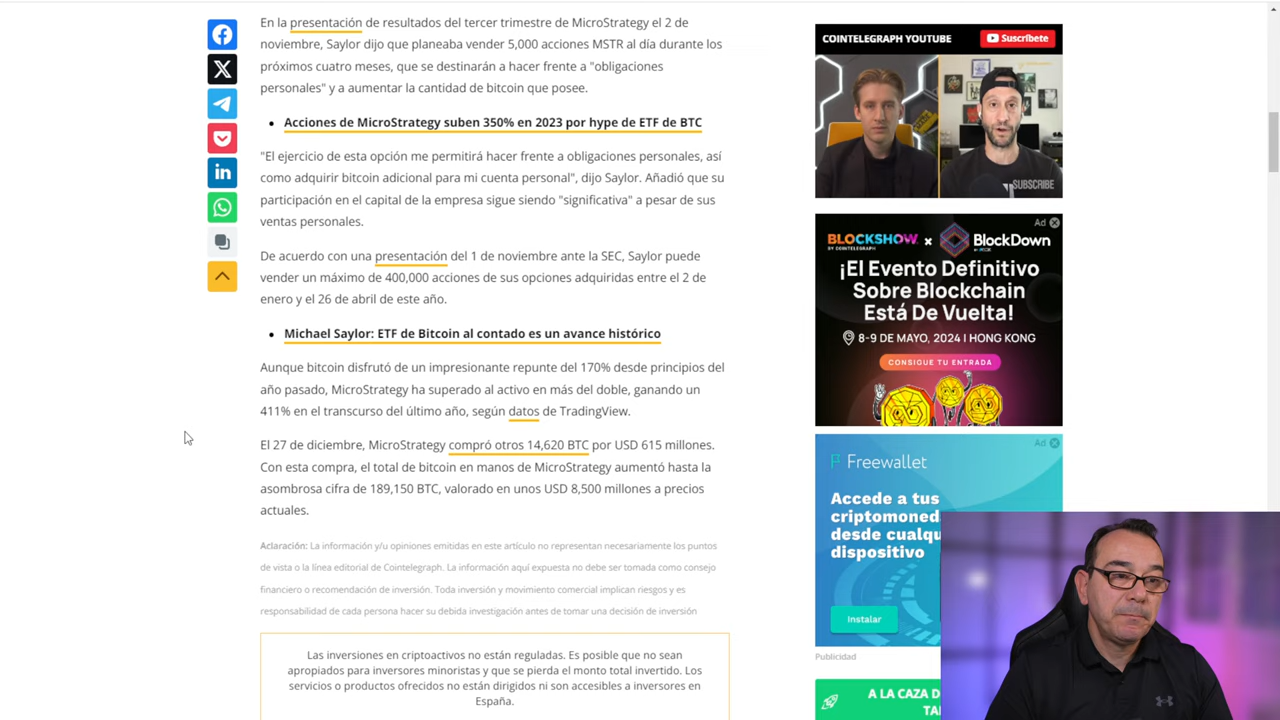 En la presentación de resultados del tercer trimestre de MicroStrategy el 2 de
noviembre, Saylor dijo que planeaba vender 5,000 acciones MSTR al día durante los
próximos cuatro meses, que se destinarán a hacer frente a "obligaciones
personales" y a aumentar la cantidad de bitcoin que posee.
Acciones de MicroStrategy suben 350% en 2023 por hype de ETF de BTC
"El ejercicio de esta opción me permitirá hacer frente a obligaciones personales, así
como adquirir bitcoin adicional para mi cuenta personal", dijo Saylor. Añadió que su
participación en el capital de la empresa sigue siendo "significativa" a pesar de sus
ventas personales.
De acuerdo con una presentación del 1 de noviembre ante la SEC, Saylor puede
vender un máximo de 400,000 acciones de sus opciones adquiridas entre el 2 de
enero y el 26 de abril de este año.
Michael Saylor: ETF de Bitcoin al contado es un avance histórico
Aunque bitcoin disfrutó de un impresionante repunte del 170% desde principios del
año pasado, MicroStrategy ha superado al activo en más del doble, ganando un
411% en el transcurso del último año, según datos de TradingView.
El 27 de diciembre, MicroStrategy compró otros 14,620 BTC por USD 615 millones.
Con esta compra, el total de bitcoin en manos de MicroStrategy aumentó hasta la
asombrosa cifra de 189,150 BTC, valorado en unos USD 8,500 millones a precios
actuales.
Aclaración: La información y/u opiniones emitidas en este artículo no representan necesariamente los puntos
de vista o la línea editorial de Cointelegraph. La información aquí expuesta no debe ser tomada como consejo
financiero o recomendación de inversión. Toda inversión y movimiento comercial implican riesgos y es
responsabilidad de cada persona hacer su debida investigación antes de tomar una decisión de inversión
Las inversiones en criptoactivos no están reguladas. Es posible que no sean
apropiados para inversores minoristas y que se pierda el monto total invertido. Los
servicios o productos ofrecidos no están dirigidos ni son accesibles a inversores en
España.
COINTELEGRAPH YOUTUBE
Suscríbete
SUBSCRIBE
Ad
BLOCKSHOW x BlockDown
BY COINTELEGRAPH
¡El Evento Definitivo
Sobre Blockchain
Está De Vuelta!
8-9 DE MAYO, 2024 | HONG KONG
CONSIGUE TU ENTRADA
Ad
Freewallet
Accede a tus
criptomoned
desde cualqu
dispositivo
Instalar
Publicidad
A LA CAZA D
TA